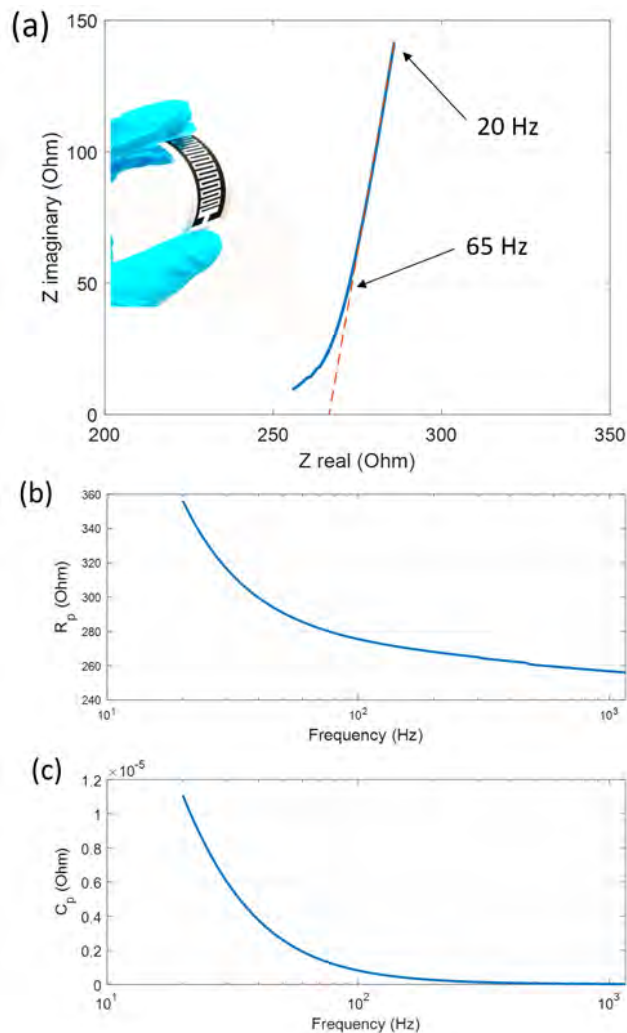 (a)
150
100
50
0
Z imaginary (Ohm)
20 Hz
65 Hz
200 250 300 350
Z real (Ohm)
(b)
360
340
320
300
280
260
240
R_p (Ohm)
10^1 10^2 10^3
Frequency (Hz)
(c)
×10^-5
1.2
1
0.8
0.6
0.4
0.2
0
C_p (Ohm)
10^1 10^2 10^3
Frequency (Hz)